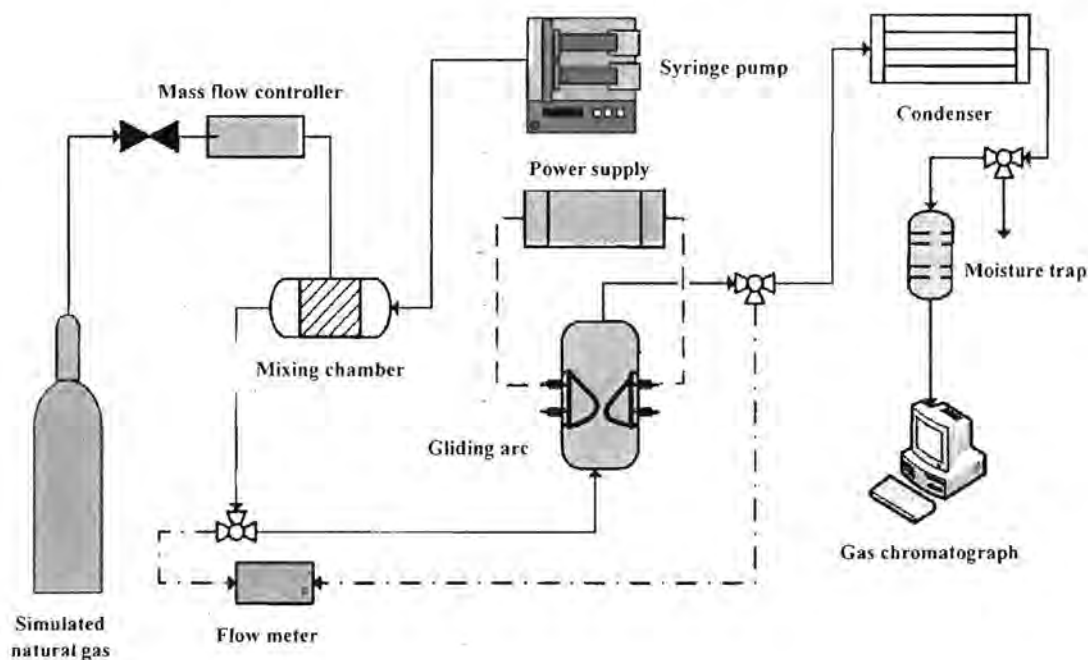 Syringe pump
Mass flow controller
Condenser
Power supply
Moisture trap
Mixing chamber
Gliding arc
Gas chromatograph
Simulated
natural gas
Flow meter